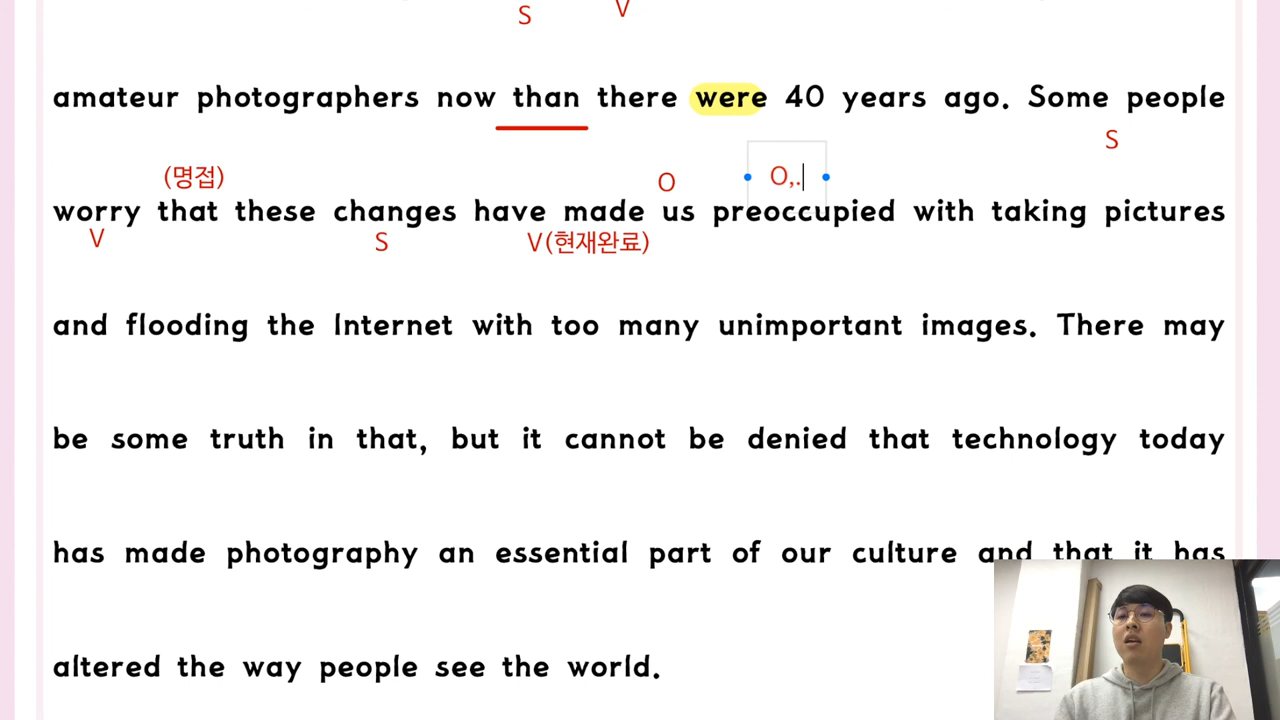 S V
amateur photographers now than there were 40 years ago. Some people
S
(명접) O O,.
worry that these changes have made us preoccupied with taking pictures
V S V(현재완료)
and flooding the Internet with too many unimportant images. There may
be some truth in that, but it cannot be denied that technology today
has made photography an essential part of our culture and that it has
altered the way people see the world.